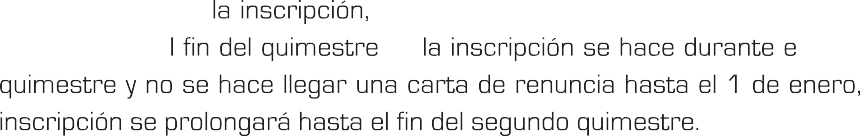 la inscripción,
l fin del quimestre la inscripción se hace durante e
quimestre y no se hace llegar una carta de renuncia hasta el 1 de enero,
inscripción se prolongará hasta el fin del segundo quimestre.